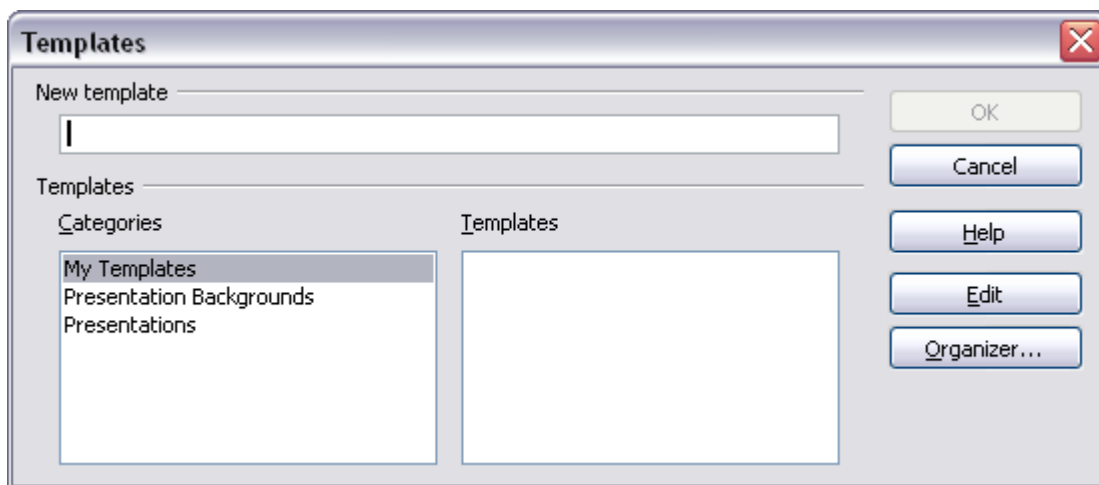 Templates
New template
OK
Cancel
Templates
Categories
Templates
Help
My Templates
Presentation Backgrounds
Presentations
Edit
Organizer...